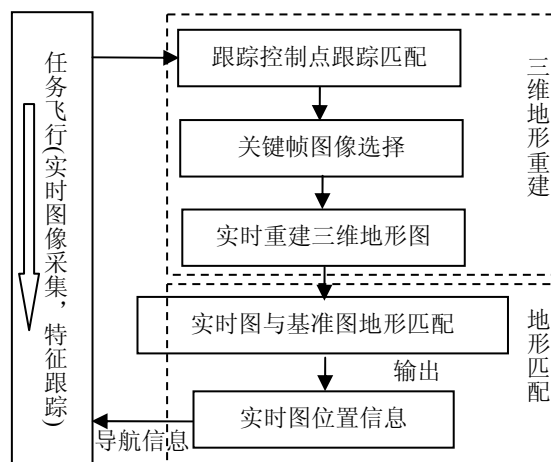 任务飞行(实时图像采集，特征跟踪)
跟踪控制点跟踪匹配
关键帧图像选择
实时重建三维地形图
三维地形重建
实时图与基准图地形匹配
输出
实时图位置信息
导航信息
地形匹配